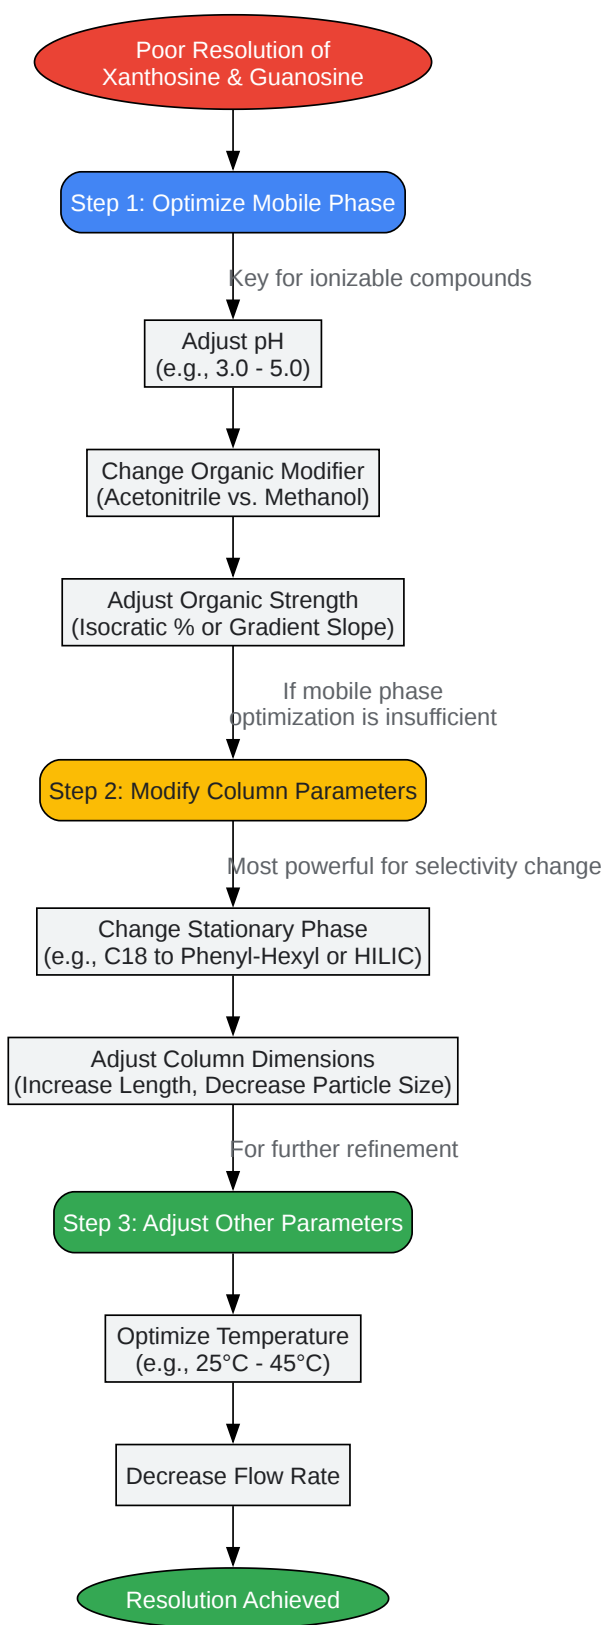 Poor Resolution of
Xanthosine & Guanosine
Step 1: Optimize Mobile Phase
Key for ionizable compounds
Adjust pH
(e.g., 3.0 - 5.0)
Change Organic Modifier
(Acetonitrile vs. Methanol)
Adjust Organic Strength
(Isocratic % or Gradient Slope)
If mobile phase
optimization is insufficient
Step 2: Modify Column Parameters
Most powerful for selectivity change
Change Stationary Phase
(e.g., C18 to Phenyl-Hexyl or HILIC)
Adjust Column Dimensions
(Increase Length, Decrease Particle Size)
For further refinement
Step 3: Adjust Other Parameters
Optimize Temperature
(e.g., 25°C - 45°C)
Decrease Flow Rate
Resolution Achieved